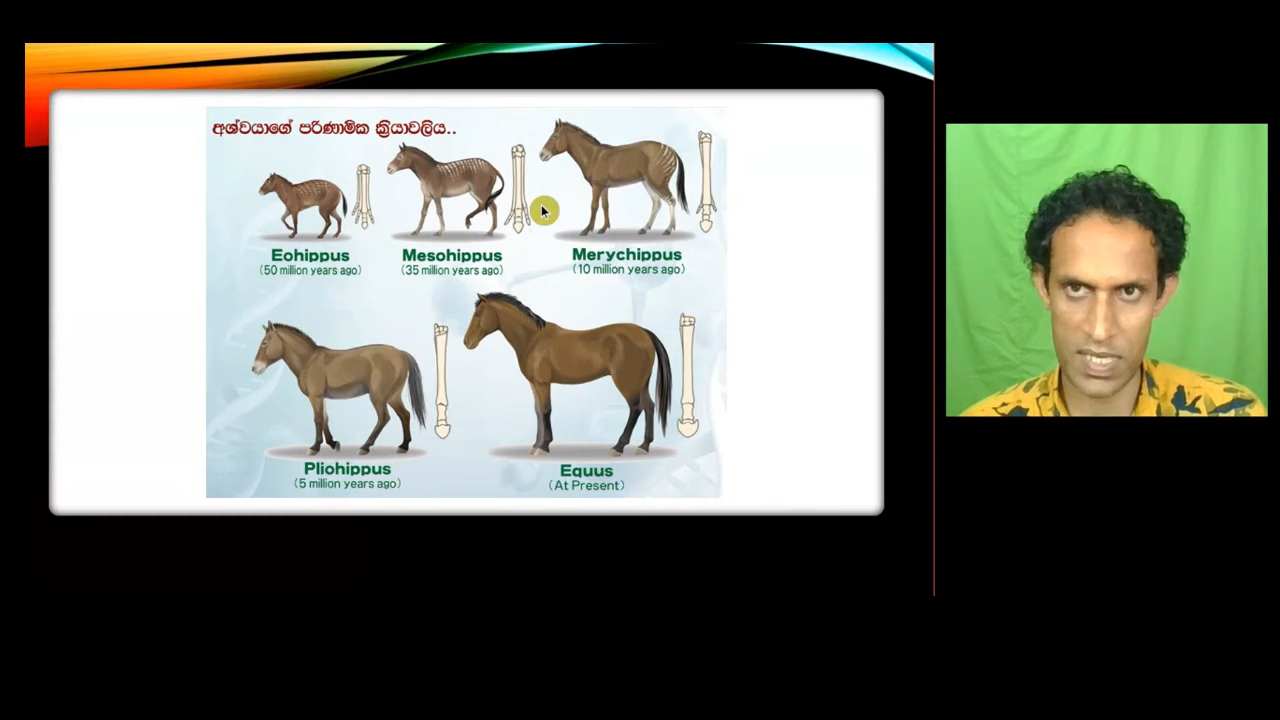 අශ්වයාගේ පරිණාමික ක්‍රියාවලිය..
Eohippus
(50 million years ago)
Mesohippus
(35 million years ago)
Merychippus
(10 million years ago)
Pliohippus
(5 million years ago)
Equus
(At Present)